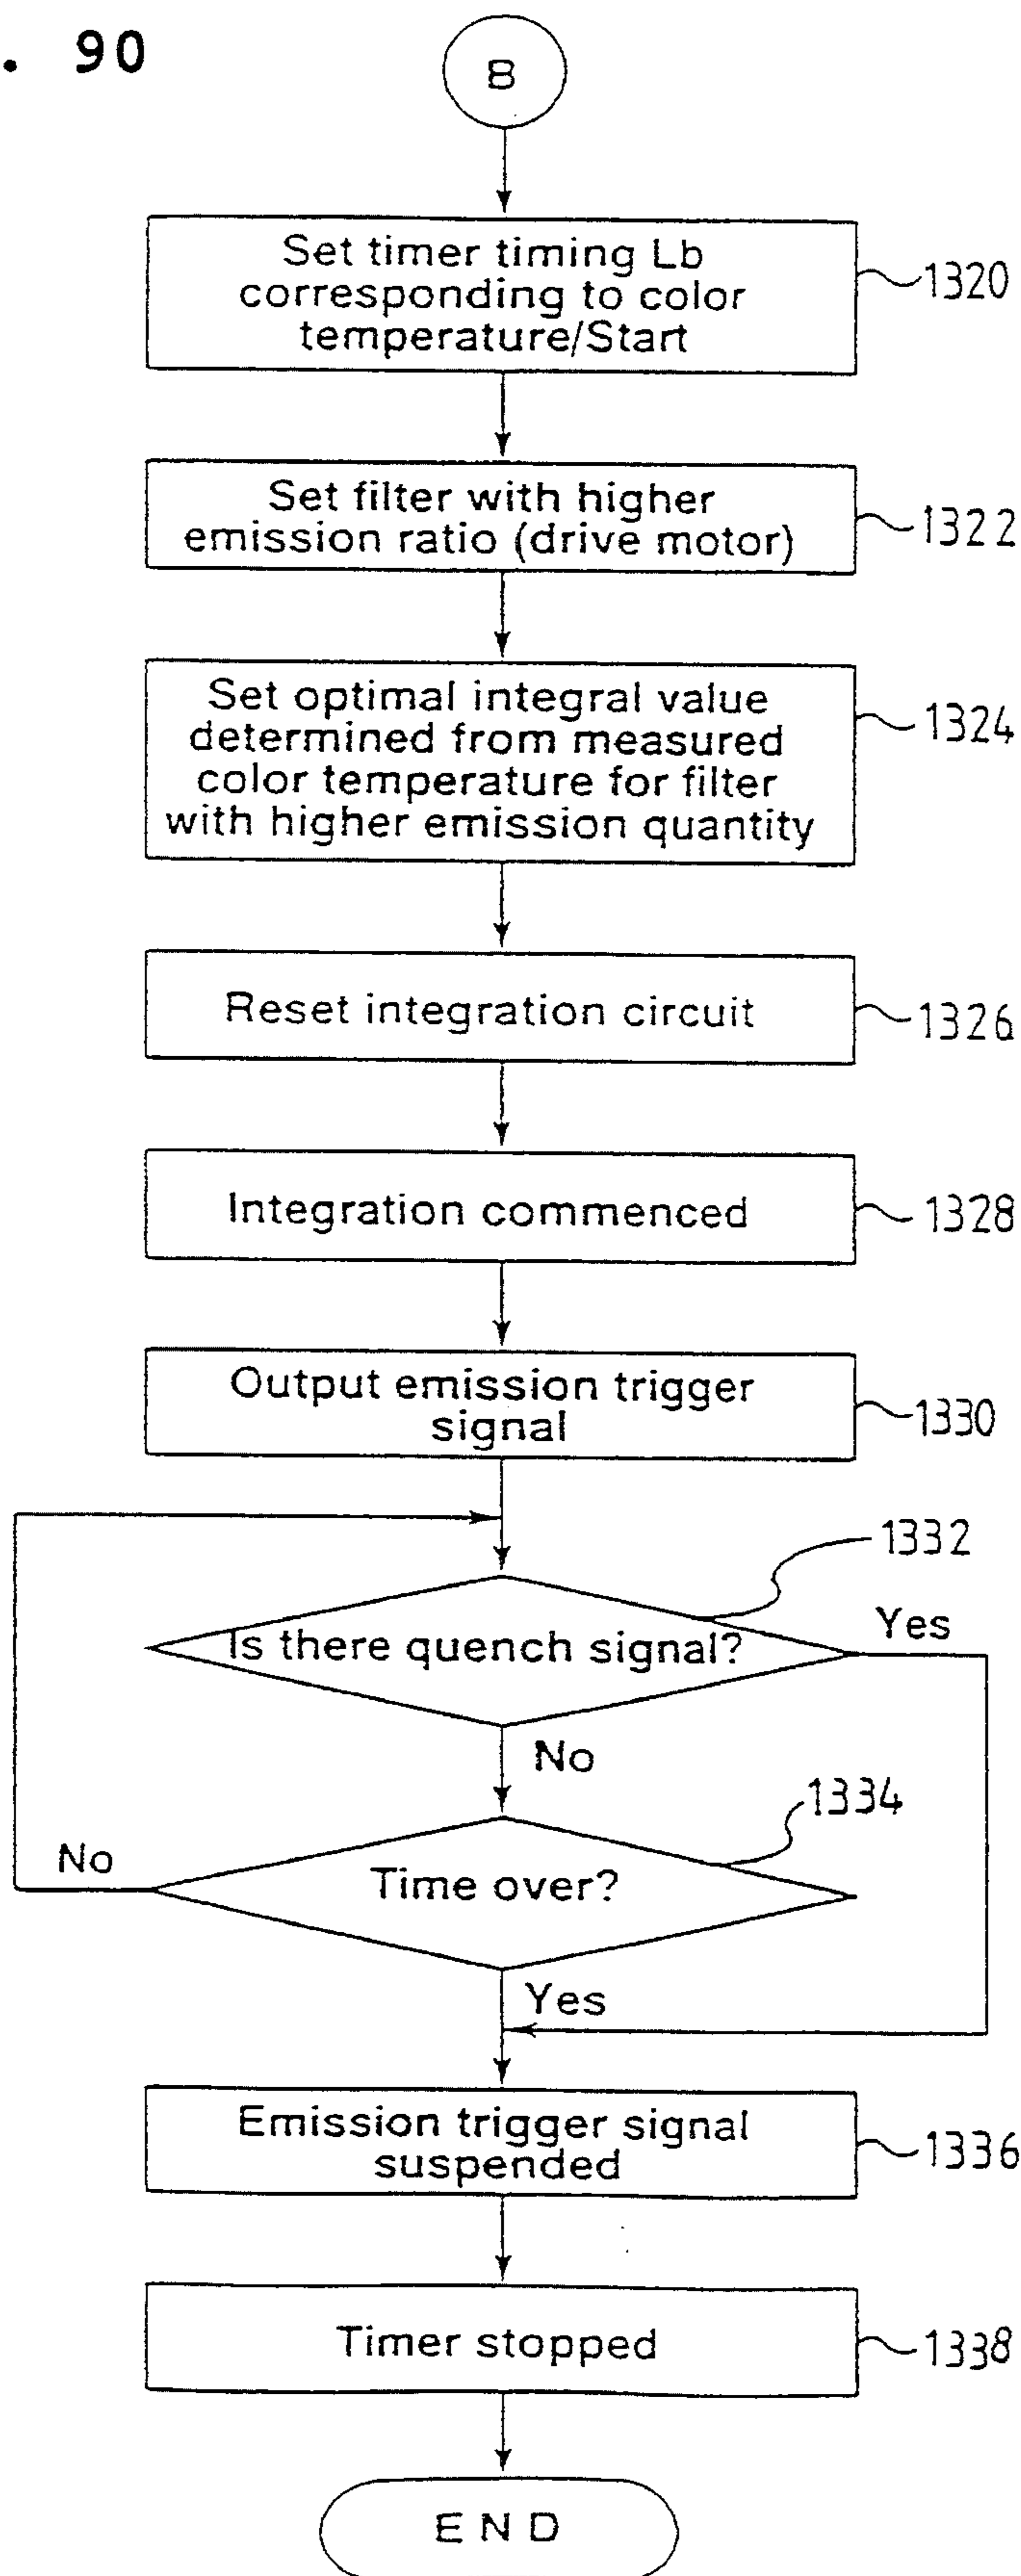 . 90
B
Set timer timing Lb
corresponding to color
temperature/Start
1320
Set filter with higher
emission ratio (drive motor)
1322
Set optimal integral value
determined from measured
color temperature for filter
with higher emission quantity
1324
Reset integration circuit
1326
Integration commenced
1328
Output emission trigger
signal
1330
1332
Is there quench signal?
Yes
No
1334
Time over?
No
Yes
Emission trigger signal
suspended
1336
Timer stopped
1338
END